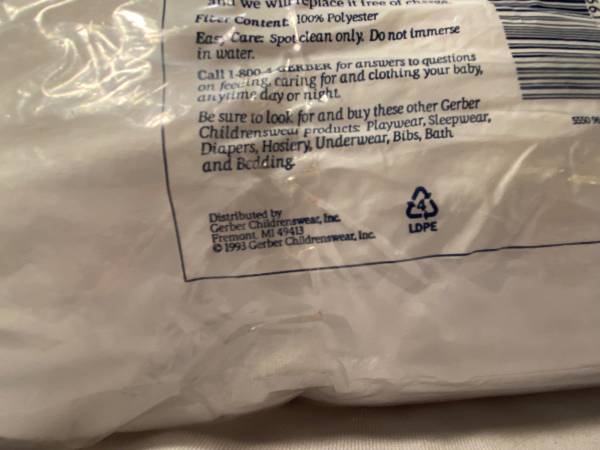 and we will replace it free of charge.
Fiber Content: 100% Polyester
Easy Care: Spot clean only. Do not immerse
in water.
Call 1-800-4-GERBER for answers to questions
on feeding, caring for and clothing your baby,
anytime day or night.
Be sure to look for and buy these other Gerber
Childrenswear products: Playwear, Sleepwear,
Diapers, Hosiery, Underwear, Bibs, Bath
and Bedding.
Distributed by
Gerber Childrenswear, Inc.
Fremont, MI 49413
© 1993 Gerber Childrenswear, Inc.
4
LDPE
5550 96